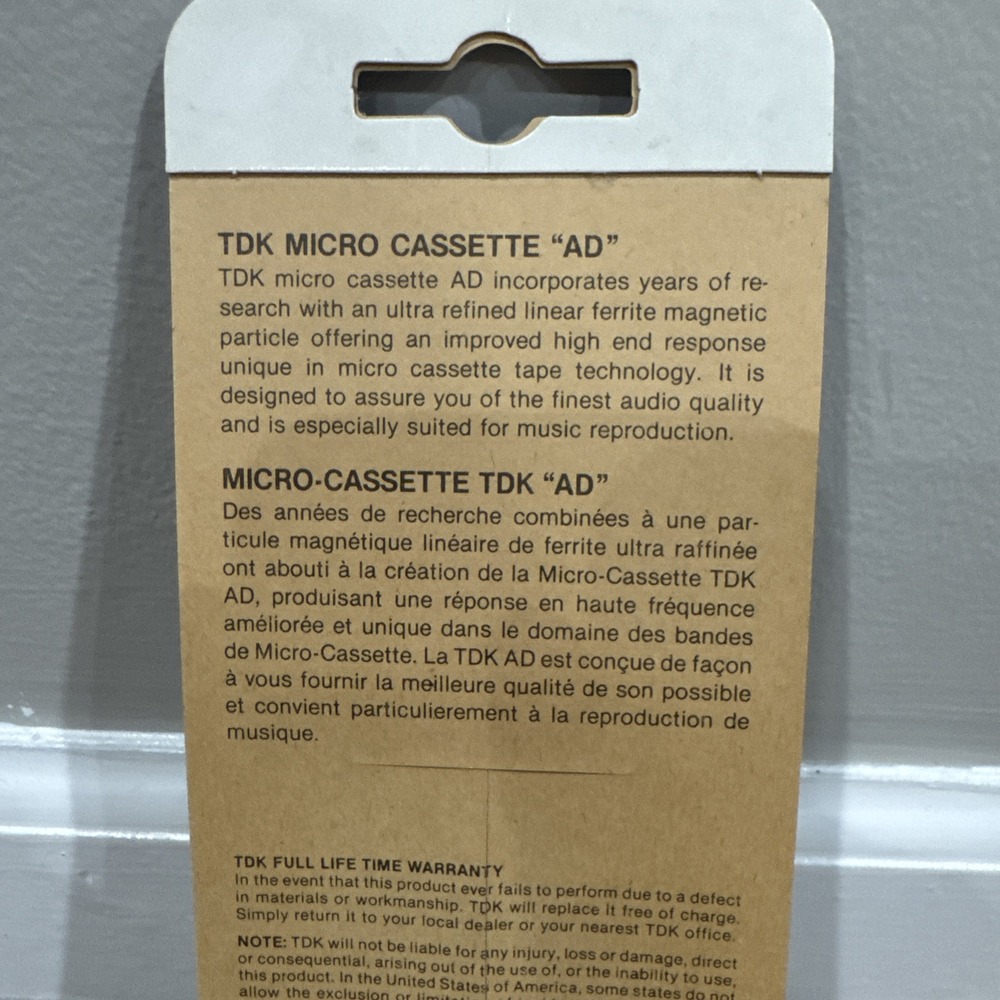 TDK MICRO CASSETTE “AD”
TDK micro cassette AD incorporates years of re-
search with an ultra refined linear ferrite magnetic
particle offering an improved high end response
unique in micro cassette tape technology. It is
designed to assure you of the finest audio quality
and is especially suited for music reproduction.
MICRO-CASSETTE TDK “AD”
Des années de recherche combinées à une par-
ticule magnétique linéaire de ferrite ultra raffinée
ont abouti à la création de la Micro-Cassette TDK
AD, produisant une réponse en haute fréquence
améliorée et unique dans le domaine des bandes
de Micro-Cassette. La TDK AD est conçue de façon
à vous fournir la meilleure qualité de son possible
et convient particulierement à la reproduction de
musique.
TDK FULL LIFE TIME WARRANTY
In the event that this product ever fails to perform due to a defect
in materials or workmanship. TDK will replace it free of charge.
Simply return it to your local dealer or your nearest TDK office.
NOTE: TDK will not be liable for any injury, loss or damage, direct
or consequential, arising out of the use of, or the inability to use,
this product. In the United States of America, some states do not
allow the exclusion or